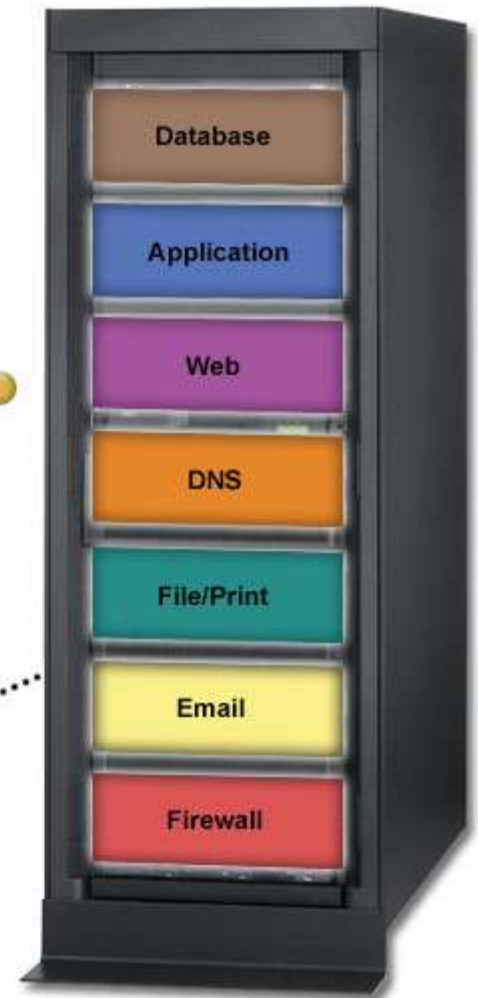 Database
Application
Web
DNS
File/Print
Email
Firewall